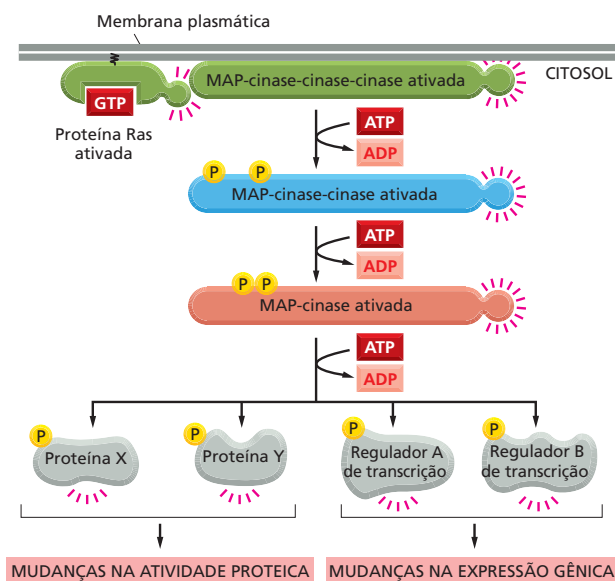 Membrana plasmática
MAP-cinase-cinase-cinase ativada
CITOSOL
GTP
Proteína Ras
ativada
ATP
ADP
P
P
MAP-cinase-cinase ativada
ATP
ADP
P
P
MAP-cinase ativada
ATP
ADP
P
Proteína X
P
Proteína Y
P
Regulador A
de transcrição
P
Regulador B
de transcrição
MUDANÇAS NA ATIVIDADE PROTEICA
MUDANÇAS NA EXPRESSÃO GÊNICA